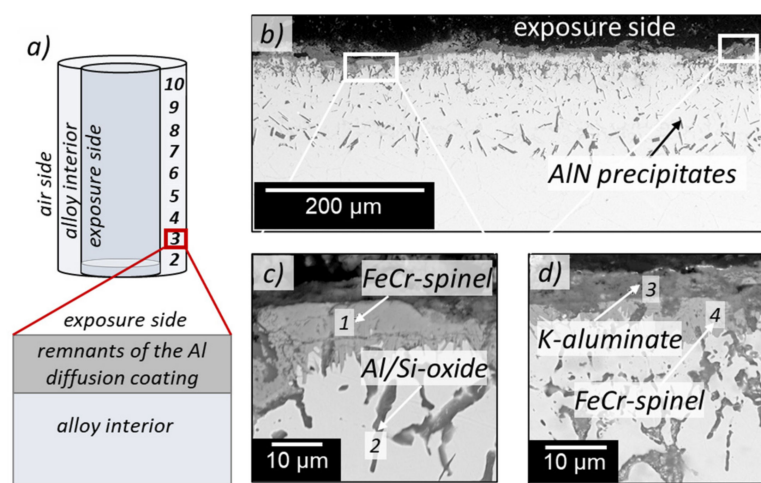 a)
10
9
8
7
6
5
4
3
2
air side
alloy interior
exposure side
exposure side
remnants of the Al
diffusion coating
alloy interior
b)
exposure side
AlN precipitates
200 µm
c)
FeCr-spinel
1
Al/Si-oxide
2
10 µm
d)
3
4
K-aluminate
FeCr-spinel
10 µm